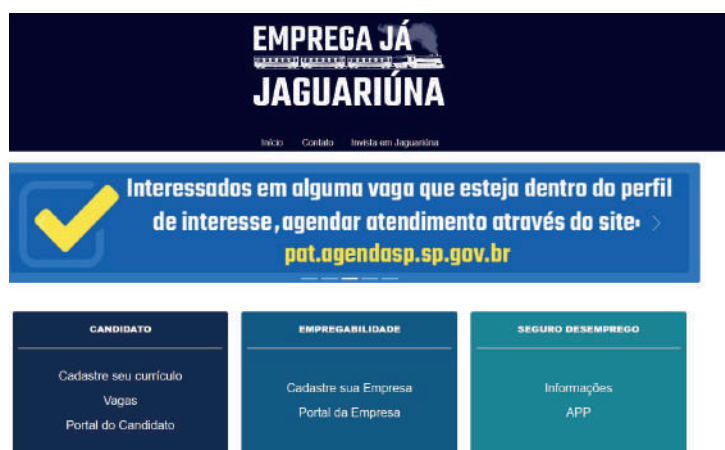 EMPREGA JÁ
JAGUARIÚNA
Início Contato Invista em Jaguariúna
Interessados em alguma vaga que esteja dentro do perfil
de interesse, agendar atendimento através do site:
pat.agendasp.sp.gov.br
CANDIDATO
Cadastre seu currículo
Vagas
Portal do Candidato
EMPREGABILIDADE
Cadastre sua Empresa
Portal da Empresa
SEGURO DESEMPREGO
Informações
APP